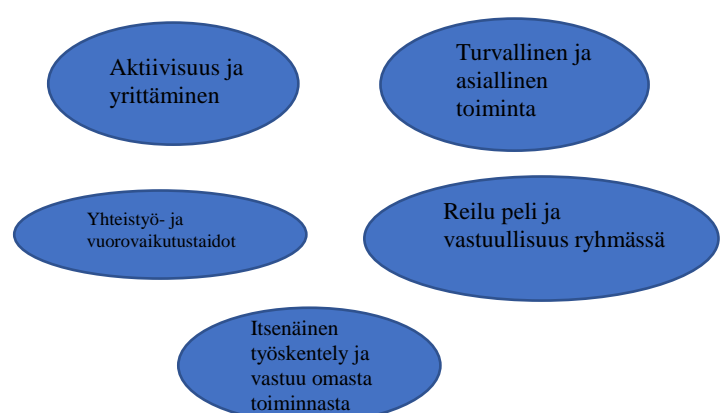 Aktiivisuus ja
yrittäminen
Turvallinen ja
asiallinen
toiminta
Yhteistyö- ja
vuorovaikutustaidot
Reilu peli ja
vastuullisuus ryhmässä
Itsenäinen
työskentely ja
vastuu omasta
toiminnasta